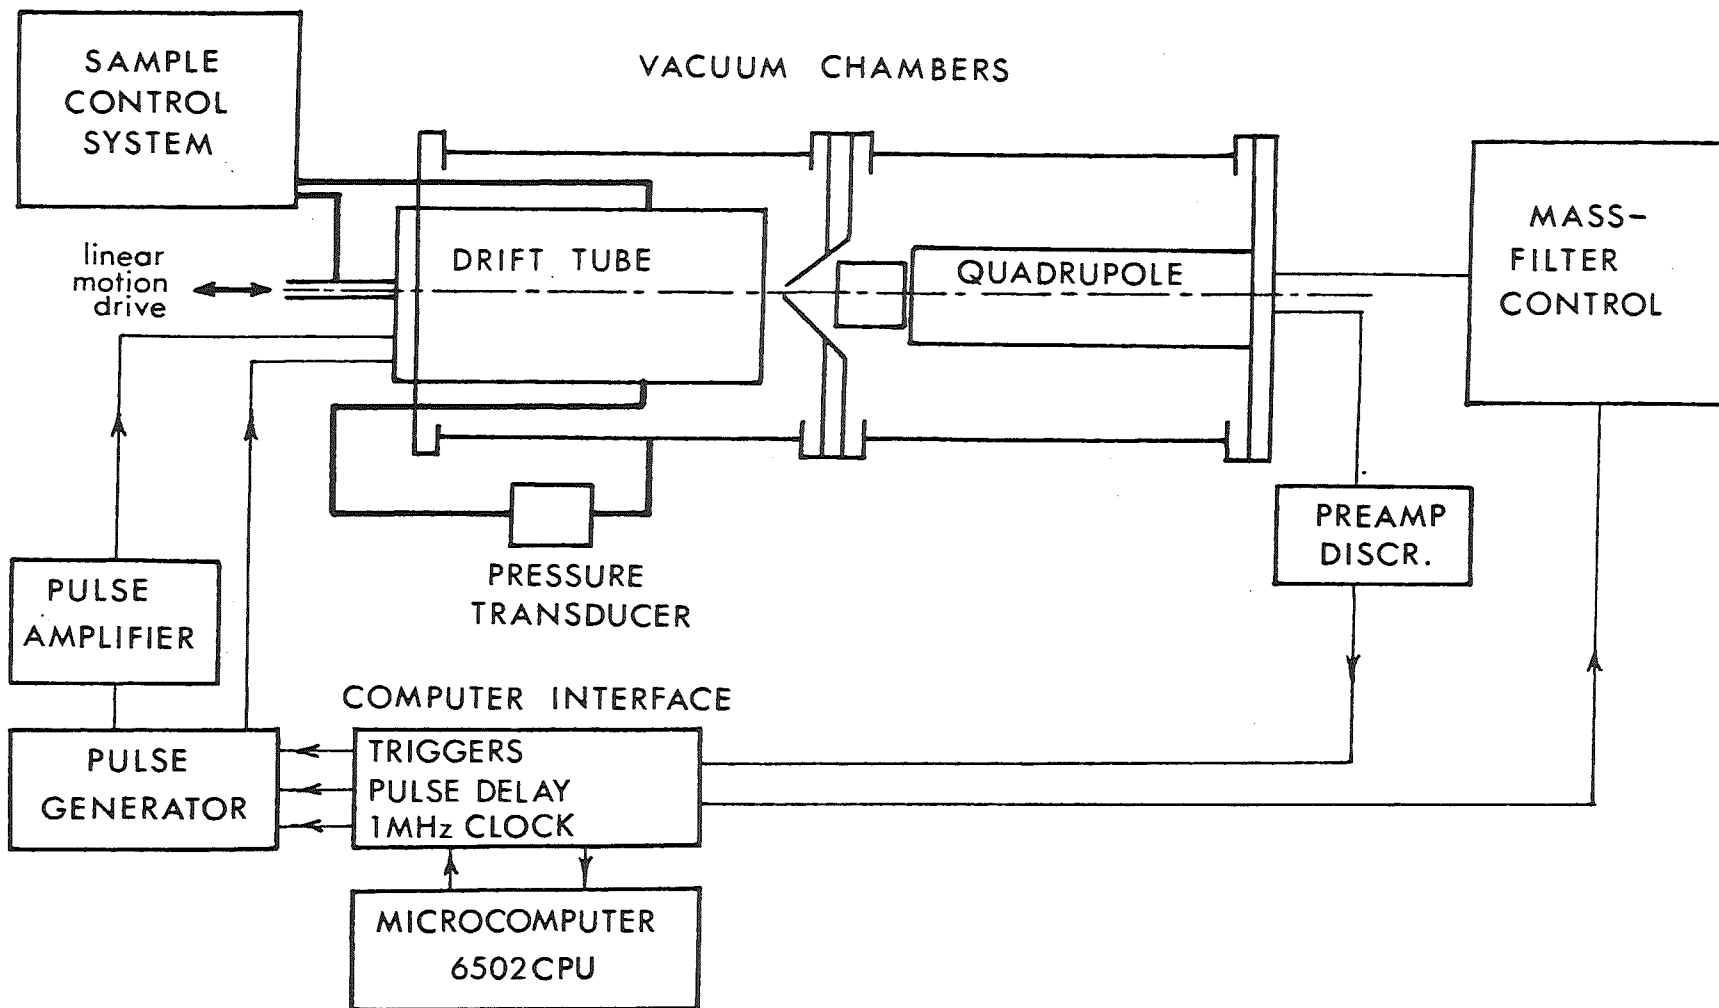 SAMPLE
CONTROL
SYSTEM
VACUUM CHAMBERS
linear
motion
drive
DRIFT TUBE
QUADRUPOLE
MASS-
FILTER
CONTROL
PREAMP
DISCR.
PRESSURE
TRANSDUCER
PULSE
AMPLIFIER
COMPUTER INTERFACE
PULSE
GENERATOR
TRIGGERS
PULSE DELAY
1MHz CLOCK
MICROCOMPUTER
6502CPU